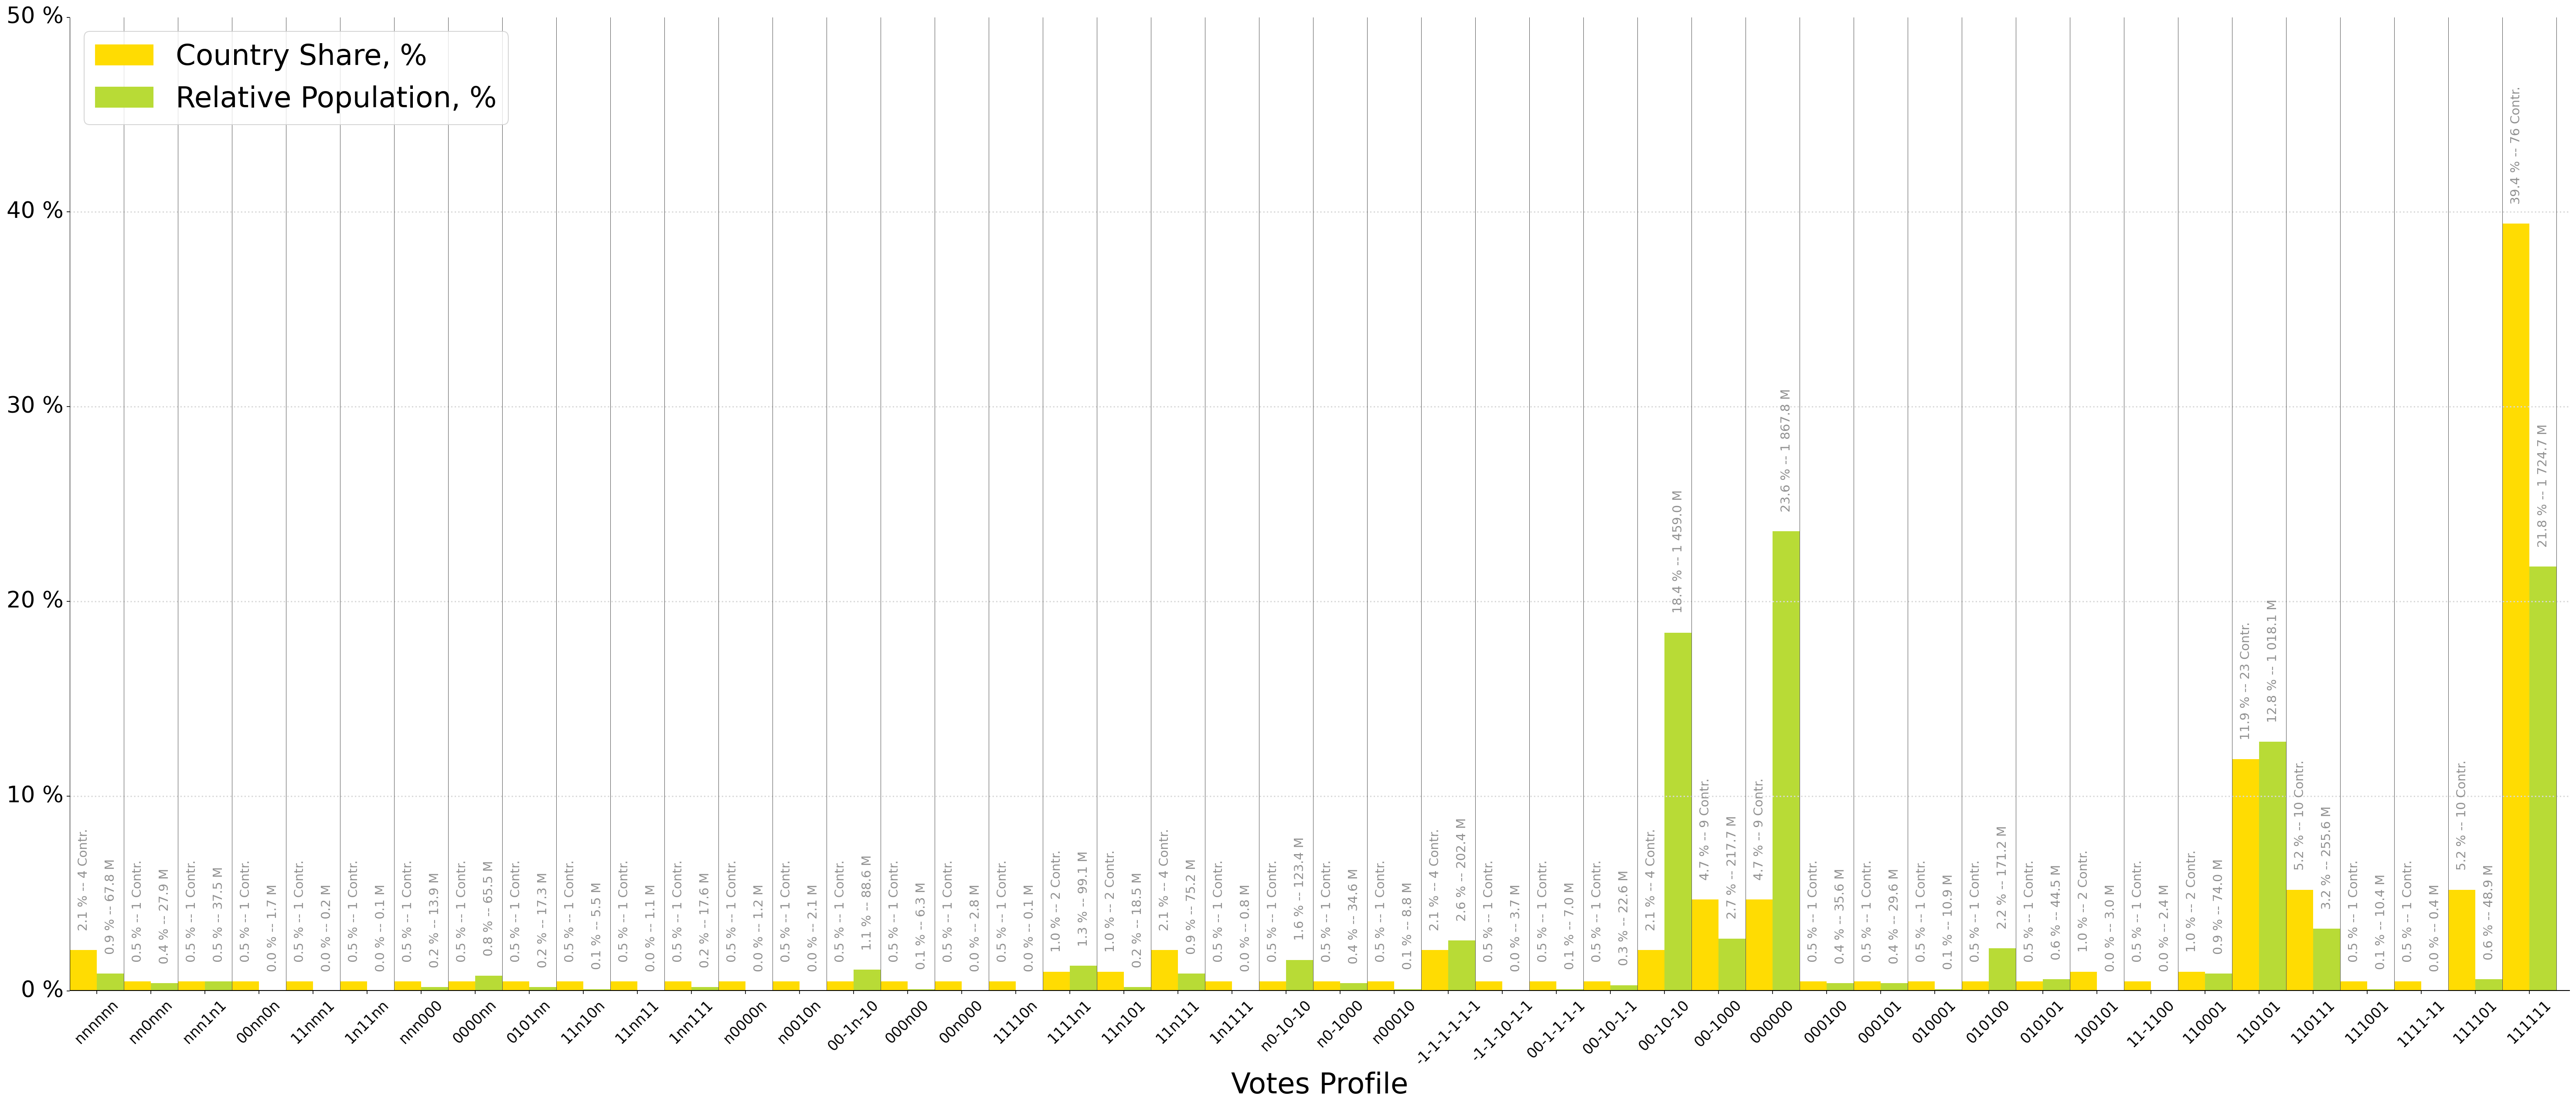 50 %
40 %
30 %
20 %
10 %
0 %
Country Share, %
Relative Population, %
2.1 % -- 4 Contr.
0.9 % -- 67.8 M
0.5 % -- 1 Contr.
0.4 % -- 27.9 M
0.5 % -- 1 Contr.
0.5 % -- 37.5 M
0.5 % -- 1 Contr.
0.0 % -- 1.7 M
0.5 % -- 1 Contr.
0.0 % -- 0.2 M
0.5 % -- 1 Contr.
0.0 % -- 0.1 M
0.5 % -- 1 Contr.
0.2 % -- 13.9 M
0.5 % -- 1 Contr.
0.8 % -- 65.5 M
0.5 % -- 1 Contr.
0.2 % -- 17.3 M
0.5 % -- 1 Contr.
0.1 % -- 5.5 M
0.5 % -- 1 Contr.
0.0 % -- 1.1 M
0.5 % -- 1 Contr.
0.2 % -- 17.6 M
0.5 % -- 1 Contr.
0.0 % -- 1.2 M
0.5 % -- 1 Contr.
0.0 % -- 2.1 M
0.5 % -- 1 Contr.
1.1 % -- 88.6 M
0.5 % -- 1 Contr.
0.1 % -- 6.3 M
0.5 % -- 1 Contr.
0.0 % -- 2.8 M
0.5 % -- 1 Contr.
0.0 % -- 0.1 M
1.0 % -- 2 Contr.
1.3 % -- 99.1 M
1.0 % -- 2 Contr.
0.2 % -- 18.5 M
2.1 % -- 4 Contr.
0.9 % -- 75.2 M
0.5 % -- 1 Contr.
0.0 % -- 0.8 M
0.5 % -- 1 Contr.
1.6 % -- 123.4 M
0.5 % -- 1 Contr.
0.4 % -- 34.6 M
0.5 % -- 1 Contr.
0.1 % -- 8.8 M
2.1 % -- 4 Contr.
2.6 % -- 202.4 M
0.5 % -- 1 Contr.
0.0 % -- 3.7 M
0.5 % -- 1 Contr.
0.1 % -- 7.0 M
0.5 % -- 1 Contr.
0.3 % -- 22.6 M
2.1 % -- 4 Contr.
18.4 % -- 1 459.0 M
4.7 % -- 9 Contr.
2.7 % -- 217.7 M
4.7 % -- 9 Contr.
23.6 % -- 1 867.8 M
0.5 % -- 1 Contr.
0.4 % -- 35.6 M
0.5 % -- 1 Contr.
0.4 % -- 29.6 M
0.5 % -- 1 Contr.
0.1 % -- 10.9 M
0.5 % -- 1 Contr.
2.2 % -- 171.2 M
0.5 % -- 1 Contr.
0.6 % -- 44.5 M
1.0 % -- 2 Contr.
0.0 % -- 3.0 M
0.5 % -- 1 Contr.
0.0 % -- 2.4 M
1.0 % -- 2 Contr.
0.9 % -- 74.0 M
11.9 % -- 23 Contr.
12.8 % -- 1 018.1 M
5.2 % -- 10 Contr.
3.2 % -- 255.6 M
0.5 % -- 1 Contr.
0.1 % -- 10.4 M
0.5 % -- 1 Contr.
0.0 % -- 0.4 M
5.2 % -- 10 Contr.
0.6 % -- 48.9 M
39.4 % -- 76 Contr.
21.8 % -- 1 724.7 M
nnnnnn
nn0nnn
nnn1n1
00nn0n
11nnn1
1n11nn
nnn000
0000nn
0101nn
11n10n
11nn11
1nn111
n0000n
n0010n
00-1n-10
000n00
00n000
11110n
1111n1
11n101
11n111
1n1111
n0-10-10
n0-1000
n00010
-1-1-1-1-1-1
-1-1-10-1-1
00-1-1-1-1
00-10-1-1
00-10-10
00-1000
000000
000100
000101
010001
010100
010101
100101
11-1100
110001
110101
110111
111001
1111-11
111101
111111
Votes Profile